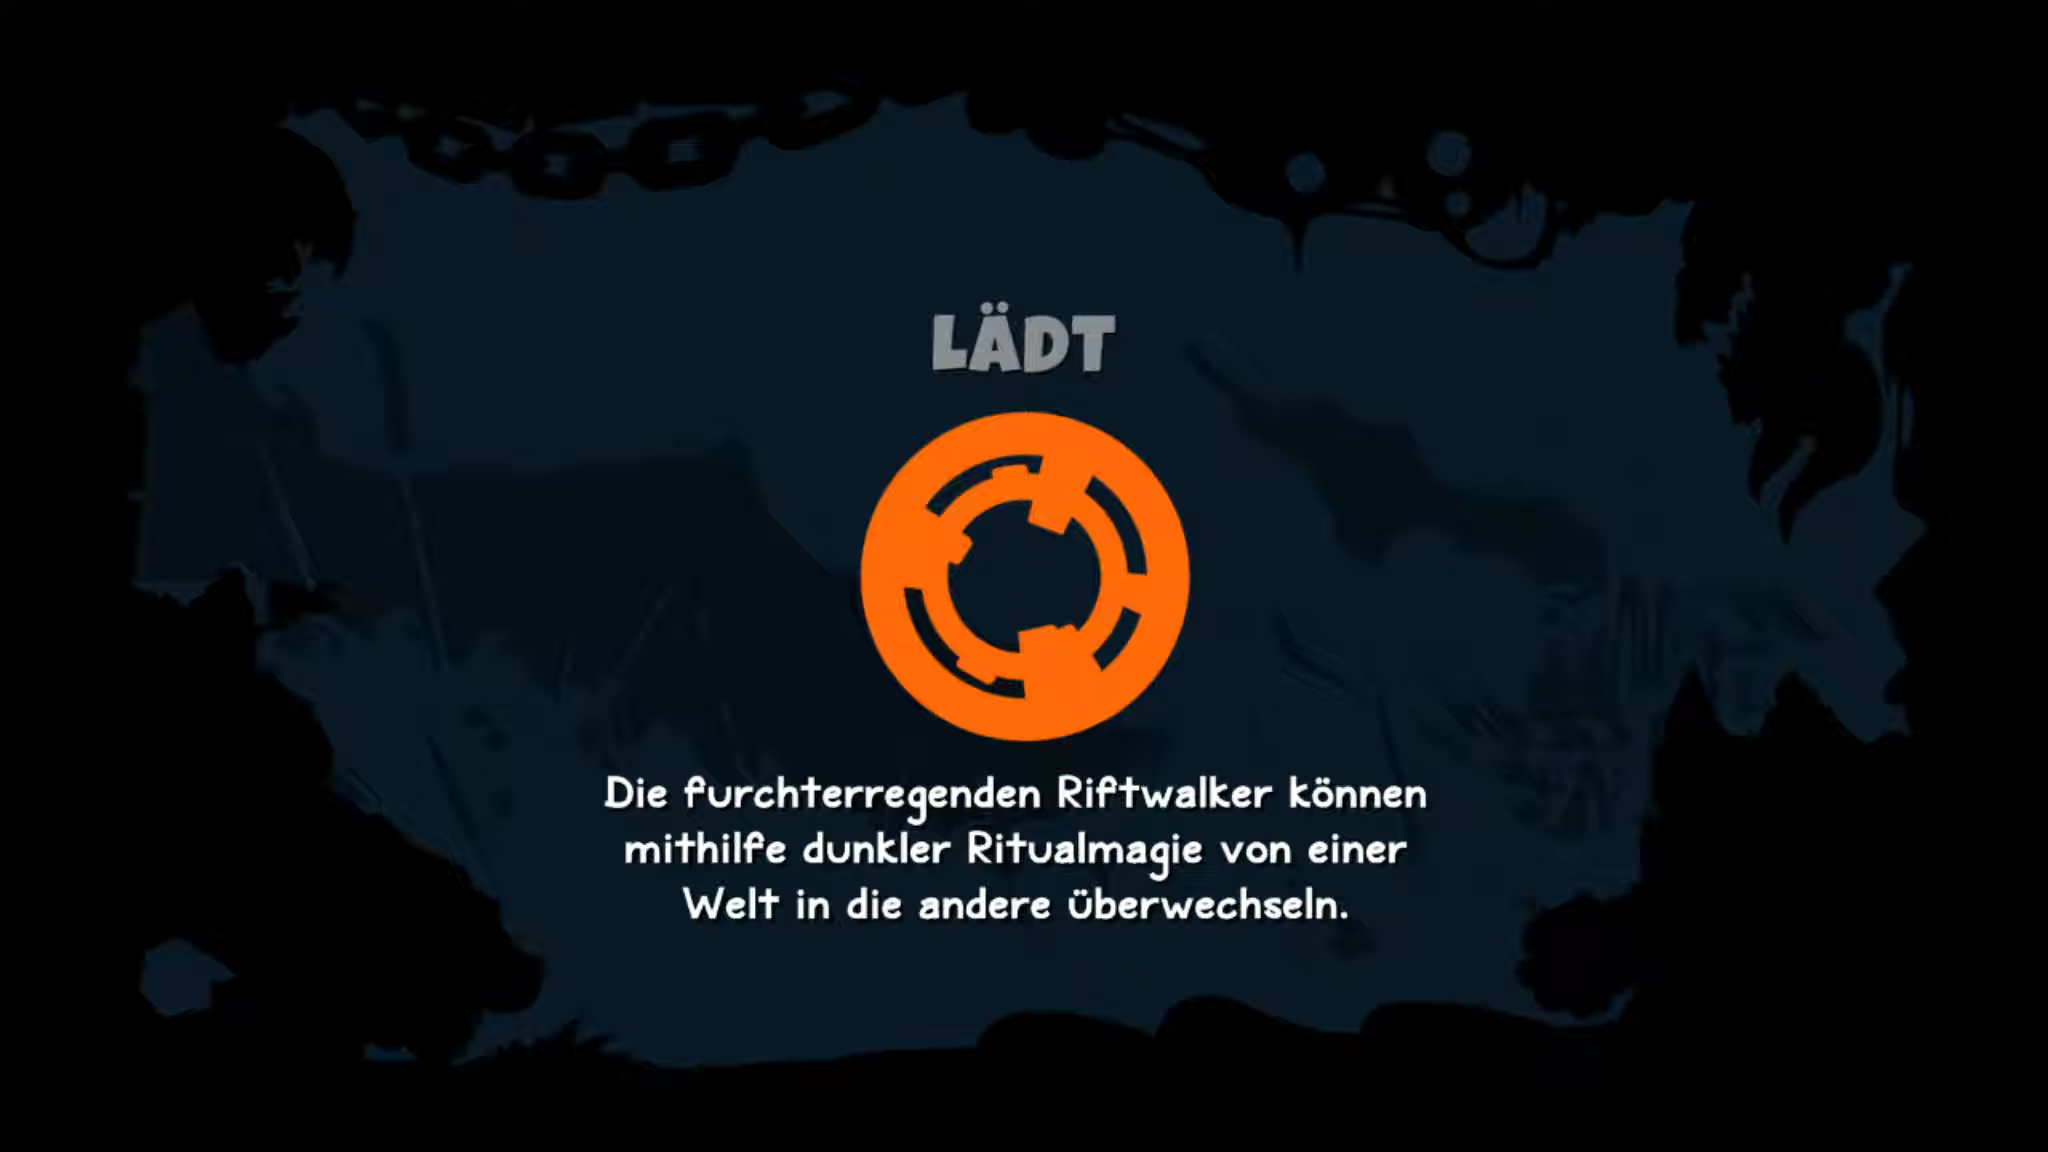 LÄDT
Die furchterregenden Riftwalker können
mithilfe dunkler Ritualmagie von einer
Welt in die andere überwechseln.